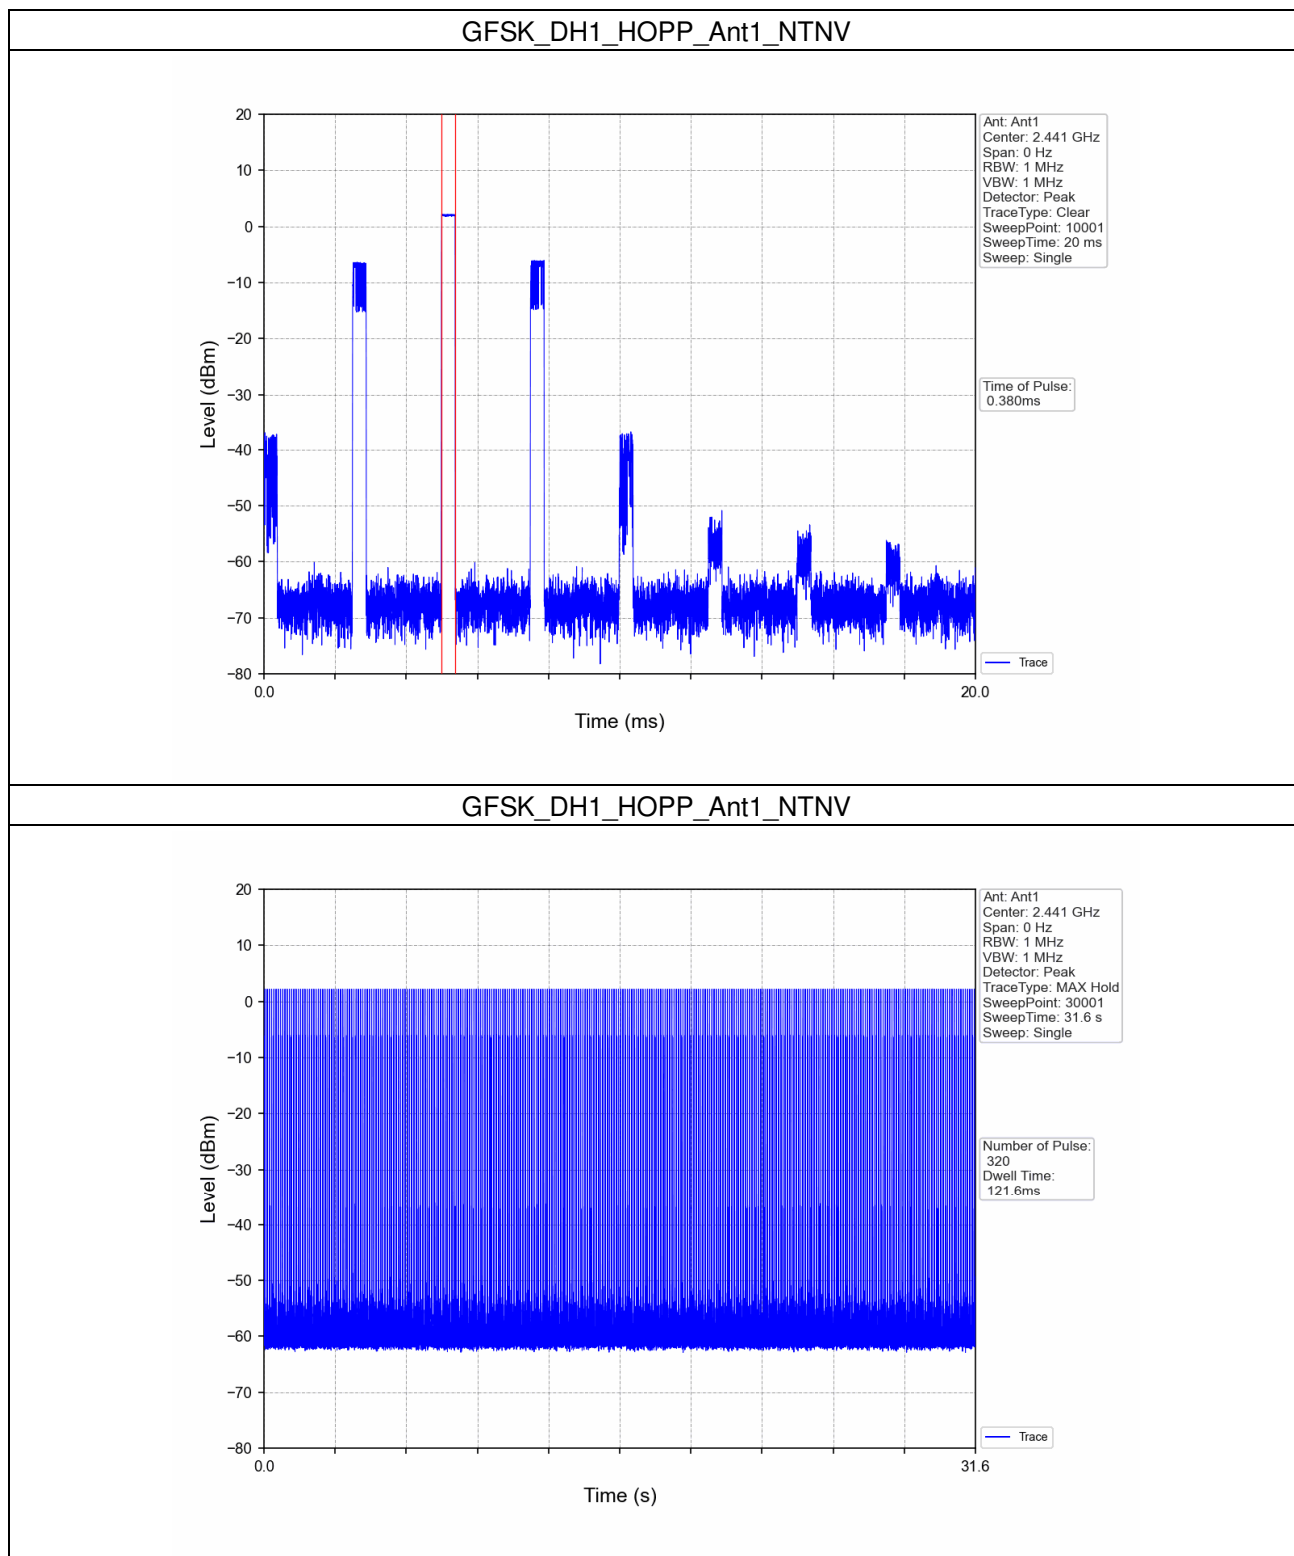 GFSK_DH1_HOPP_Ant1_NTNV
20
10
0
−10
−20
−30
−40
−50
−60
−70
−80
Level (dBm)
0.0
20.0
Time (ms)
Ant: Ant1
Center: 2.441 GHz
Span: 0 Hz
RBW: 1 MHz
VBW: 1 MHz
Detector: Peak
TraceType: Clear
SweepPoint: 10001
SweepTime: 20 ms
Sweep: Single
Time of Pulse:
0.380ms
Trace
GFSK_DH1_HOPP_Ant1_NTNV
20
10
0
−10
−20
−30
−40
−50
−60
−70
−80
Level (dBm)
0.0
31.6
Time (s)
Ant: Ant1
Center: 2.441 GHz
Span: 0 Hz
RBW: 1 MHz
VBW: 1 MHz
Detector: Peak
TraceType: MAX Hold
SweepPoint: 30001
SweepTime: 31.6 s
Sweep: Single
Number of Pulse:
320
Dwell Time:
121.6ms
Trace